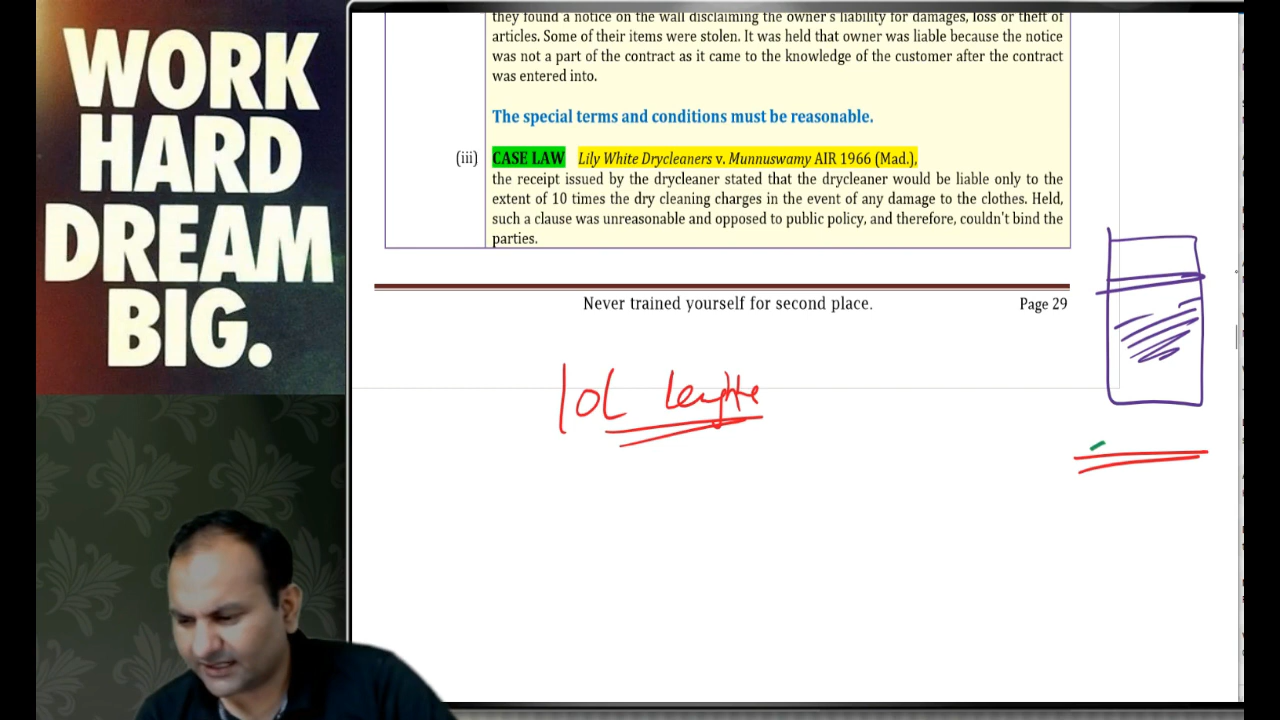 WORK
HARD
DREAM
BIG.
they found a notice on the wall disclaiming the owner's liability for damages, loss or theft of
articles. Some of their items were stolen. It was held that owner was liable because the notice
was not a part of the contract as it came to the knowledge of the customer after the contract
was entered into.
The special terms and conditions must be reasonable.
(iii) CASE LAW Lily White Drycleaners v. Munnuswamy AIR 1966 (Mad.),
the receipt issued by the drycleaner stated that the drycleaner would be liable only to the
extent of 10 times the dry cleaning charges in the event of any damage to the clothes. Held,
such a clause was unreasonable and opposed to public policy, and therefore, couldn't bind the
parties.
Never trained yourself for second place. Page 29